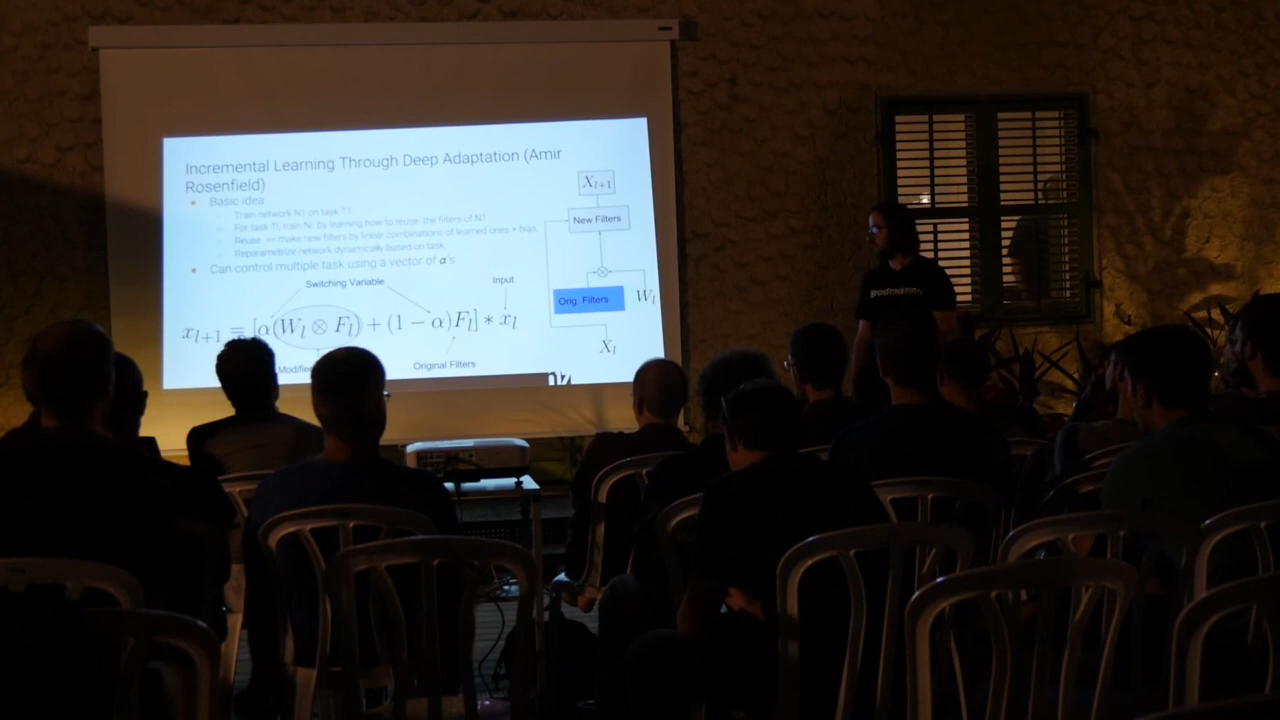 Incremental Learning Through Deep Adaptation (Amir
Rosenfield)
Basic idea
Train network N1 on task T1
For task Ti, train Ni by learning how to reuse the filters of N1
Reuse == make new filters by linear combinations of learned ones + bias,
Reparametrize network dynamically based on task,
Can control multiple task using a vector of α's
Switching Variable
Input
x_{l+1} = [α(W_l ⊗ F_l) + (1 − α)F_l] * x_l
Modified
Original Filters
X_{l+1}
New Filters
⊗
Orig. Filters
W_l
X_l